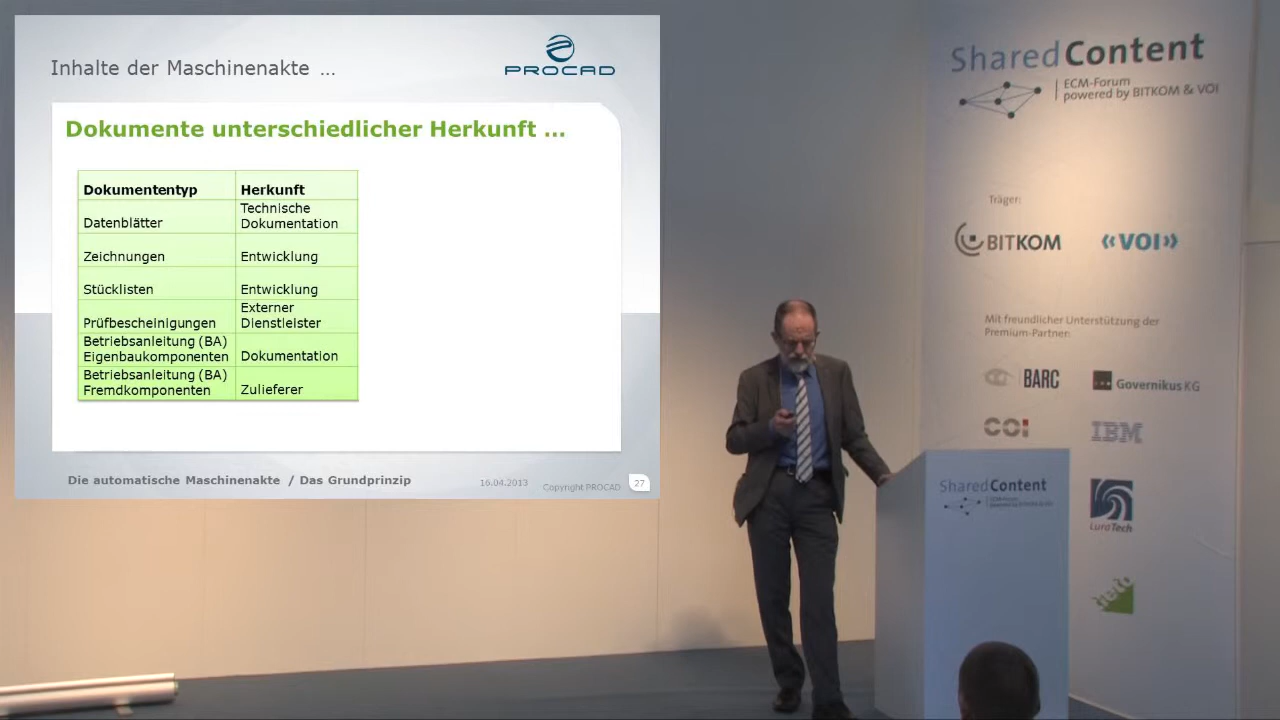 Inhalte der Maschinenakte ...
PROCAD
Dokumente unterschiedlicher Herkunft ...
Dokumententyp Herkunft
Datenblätter Technische Dokumentation
Zeichnungen Entwicklung
Stücklisten Entwicklung
Prüfbescheinigungen Externer Dienstleister
Betriebsanleitung (BA) Eigenbaukomponenten Dokumentation
Betriebsanleitung (BA) Fremdkomponenten Zulieferer
Die automatische Maschinenakte / Das Grundprinzip
16.04.2013
Copyright PROCAD
27
SharedContent
ECM-Forum
powered by BITKOM & VOI
Träger:
BITKOM
«VOI»
Mit freundlicher Unterstützung der
Premium-Partner:
BARC
Governikus KG
COI
IBM
LuraTech
SharedContent
ECM-Forum